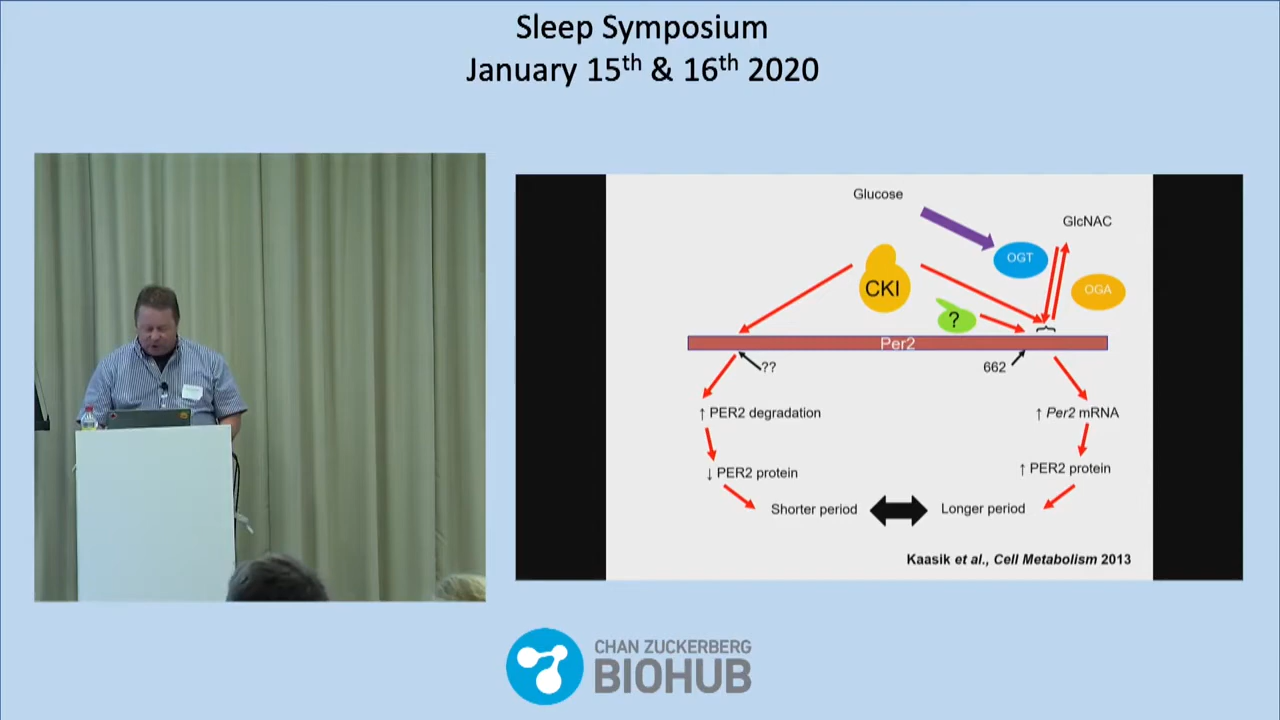 Sleep Symposium
January 15th & 16th 2020
Glucose
GlcNAC
OGT
CKI
OGA
?
Per2
??
662
↑ PER2 degradation
↑ Per2 mRNA
↓ PER2 protein
↑ PER2 protein
Shorter period
Longer period
Kaasik et al., Cell Metabolism 2013
CHAN ZUCKERBERG
BIOHUB